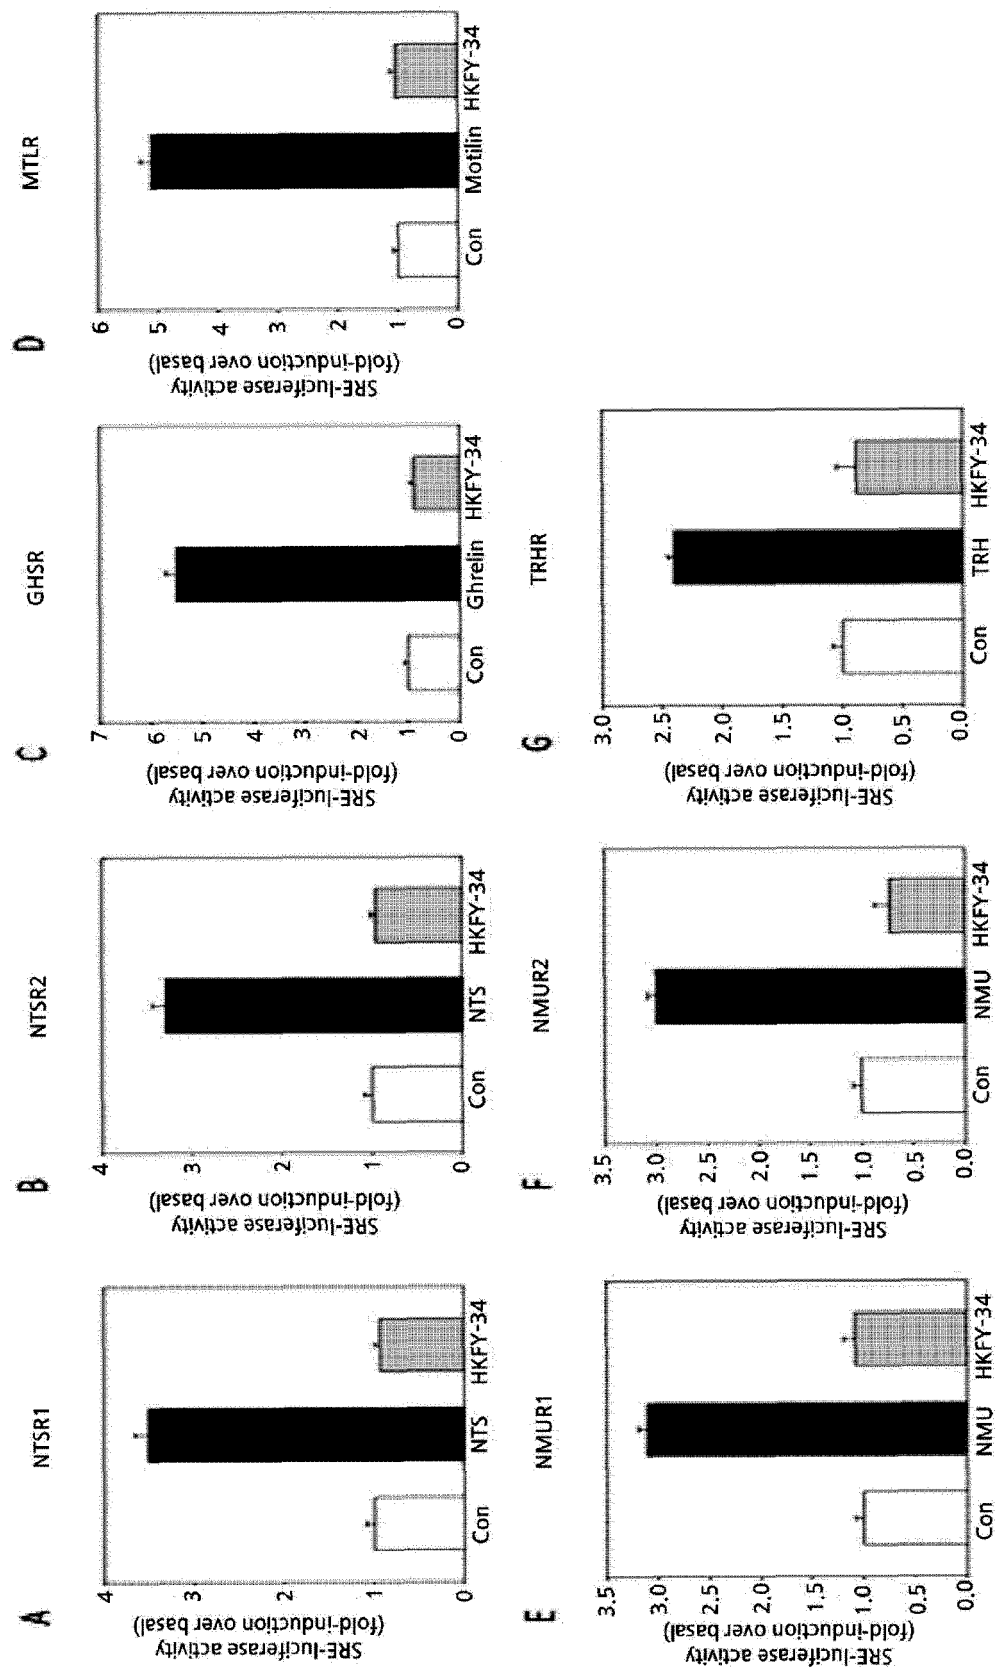 A
NTSR1
SRE-luciferase activity
(fold-induction over basal)
4
3
2
1
0
Con
NTS
HKFY-34
B
NTSR2
SRE-luciferase activity
(fold-induction over basal)
4
3
2
1
0
Con
NTS
HKFY-34
C
GHSR
SRE-luciferase activity
(fold-induction over basal)
7
6
5
4
3
2
1
0
Con
Ghrelin
HKFY-34
D
MTLR
SRE-luciferase activity
(fold-induction over basal)
6
5
4
3
2
1
0
Con
Motilin
HKFY-34
E
NMUR1
SRE-luciferase activity
(fold-induction over basal)
3.5
3.0
2.5
2.0
1.5
1.0
0.5
0.0
Con
NMU
HKFY-34
F
NMUR2
SRE-luciferase activity
(fold-induction over basal)
3.5
3.0
2.5
2.0
1.5
1.0
0.5
0.0
Con
NMU
HKFY-34
G
TRHR
SRE-luciferase activity
(fold-induction over basal)
3.0
2.5
2.0
1.5
1.0
0.5
0.0
Con
TRH
HKFY-34